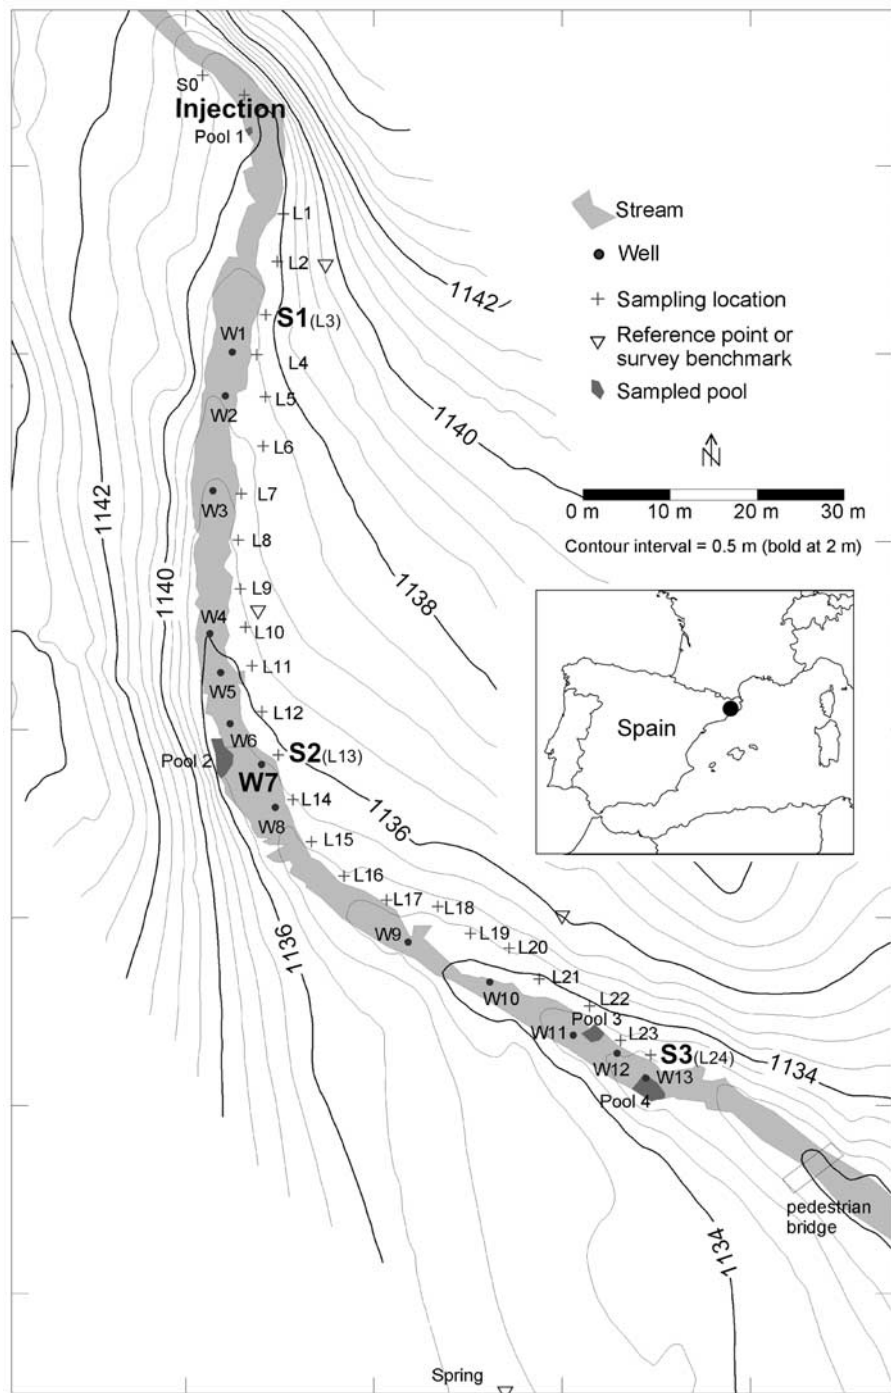 S0
Injection
Pool 1
L1
L2
S1(L3)
W1
L4
L5
W2
L6
L7
W3
L8
L9
W4
L10
L11
W5
L12
W6
S2(L13)
Pool 2
W7
L14
W8
L15
L16
L17
L18
W9
L19
L20
L21
W10
L22
Pool 3
W11
L23
S3(L24)
W12
W13
Pool 4
pedestrian
bridge
Spring
1142
1140
1138
1136
1134
1142
1140
1136
1134
Stream
Well
Sampling location
Reference point or
survey benchmark
Sampled pool
N
0 m 10 m 20 m 30 m
Contour interval = 0.5 m (bold at 2 m)
Spain